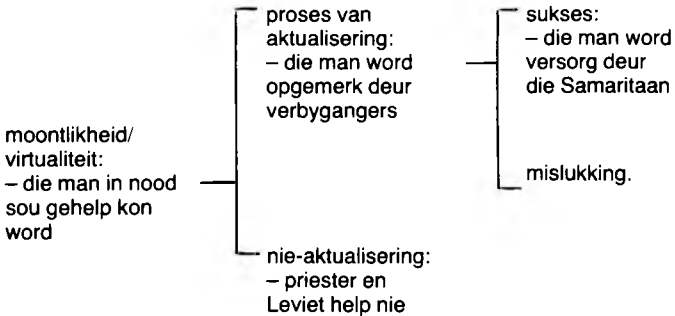 moontlikheid/
virtualiteit:
– die man in nood
sou gehelp kon
word
proses van
aktualisering:
– die man word
opgemerk deur
verbygangers
sukses:
– die man word
versorg deur
die Samaritaan
mislukking.
nie-aktualisering:
– priester en
Leviet help nie